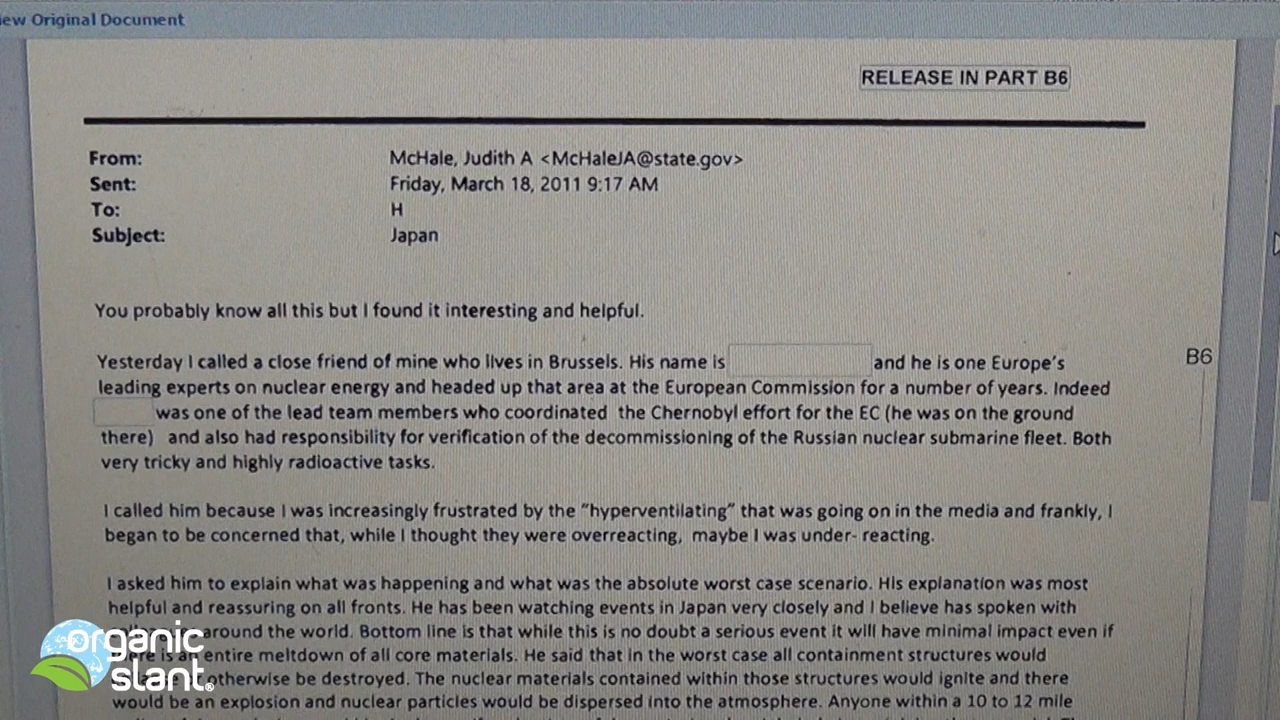 iew Original Document
RELEASE IN PART B6
From: McHale, Judith A <McHaleJA@state.gov>
Sent: Friday, March 18, 2011 9:17 AM
To: H
Subject: Japan
You probably know all this but I found it interesting and helpful.
Yesterday I called a close friend of mine who lives in Brussels. His name is and he is one Europe's
B6
leading experts on nuclear energy and headed up that area at the European Commission for a number of years. Indeed
was one of the lead team members who coordinated the Chernobyl effort for the EC (he was on the ground
there) and also had responsibility for verification of the decommissioning of the Russian nuclear submarine fleet. Both
very tricky and highly radioactive tasks.
I called him because I was increasingly frustrated by the "hyperventilating" that was going on in the media and frankly, I
began to be concerned that, while I thought they were overreacting, maybe I was under- reacting.
I asked him to explain what was happening and what was the absolute worst case scenario. His explanation was most
helpful and reassuring on all fronts. He has been watching events in Japan very closely and I believe has spoken with
around the world. Bottom line is that while this is no doubt a serious event it will have minimal impact even if
there is an entire meltdown of all core materials. He said that in the worst case all containment structures would
otherwise be destroyed. The nuclear materials contained within those structures would ignite and there
would be an explosion and nuclear particles would be dispersed into the atmosphere. Anyone within a 10 to 12 mile
organic
slant®